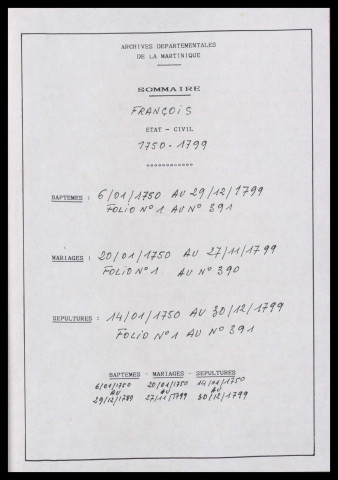 ARCHIVES DEPARTEMENTALES
DE LA MARTINIQUE
SOMMAIRE
FRANÇOIS
ETAT - CIVIL
1750-1799
************
BAPTEMES : 6/01/1750 AU 29/12/1799
FOLIO N°1 AU N° 391
MARIAGES : 20/01/1750 AU 27/11/1799
FOLIO N°1 AU N° 390
SEPULTURES : 14/01/1750 AU 30/12/1799
FOLIO N°1 AU N° 391
BAPTEMES - MARIAGES - SEPULTURES
6/01/1750 20/01/1750 14/01/1750
AU AU AU
29/12/1789 27/11/1799 30/12/1799